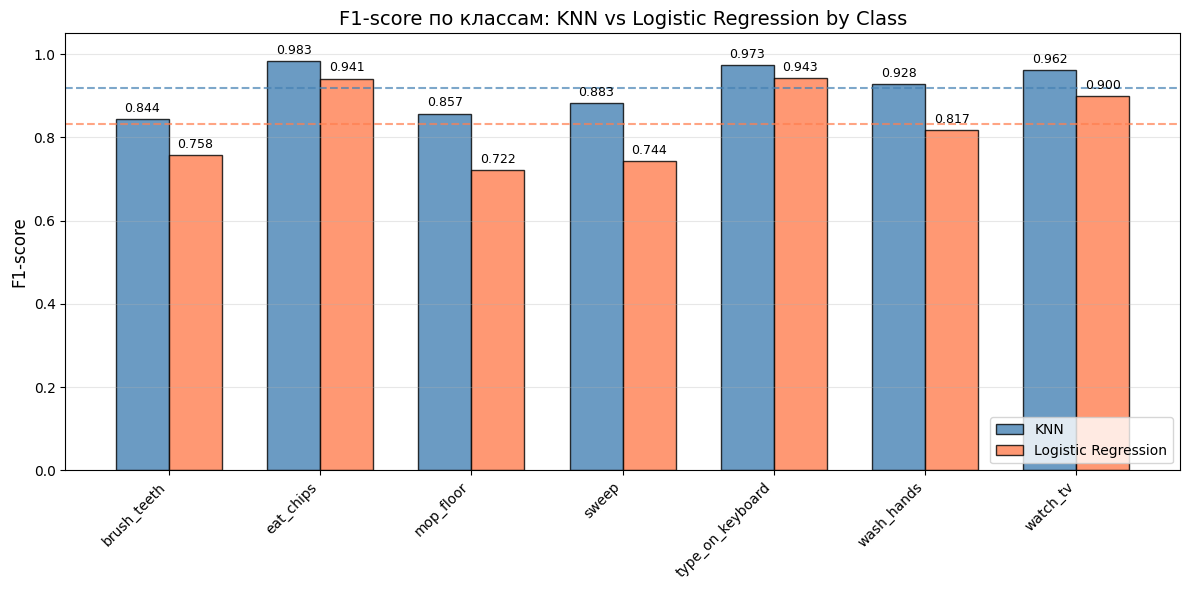 F1-score по классам: KNN vs Logistic Regression by Class
F1-score
1.0
0.8
0.6
0.4
0.2
0.0
0.844
0.758
0.983
0.941
0.857
0.722
0.883
0.744
0.973
0.943
0.928
0.817
0.962
0.900
KNN
Logistic Regression
brush_teeth
eat_chips
mop_floor
sweep
type_on_keyboard
wash_hands
watch_tv